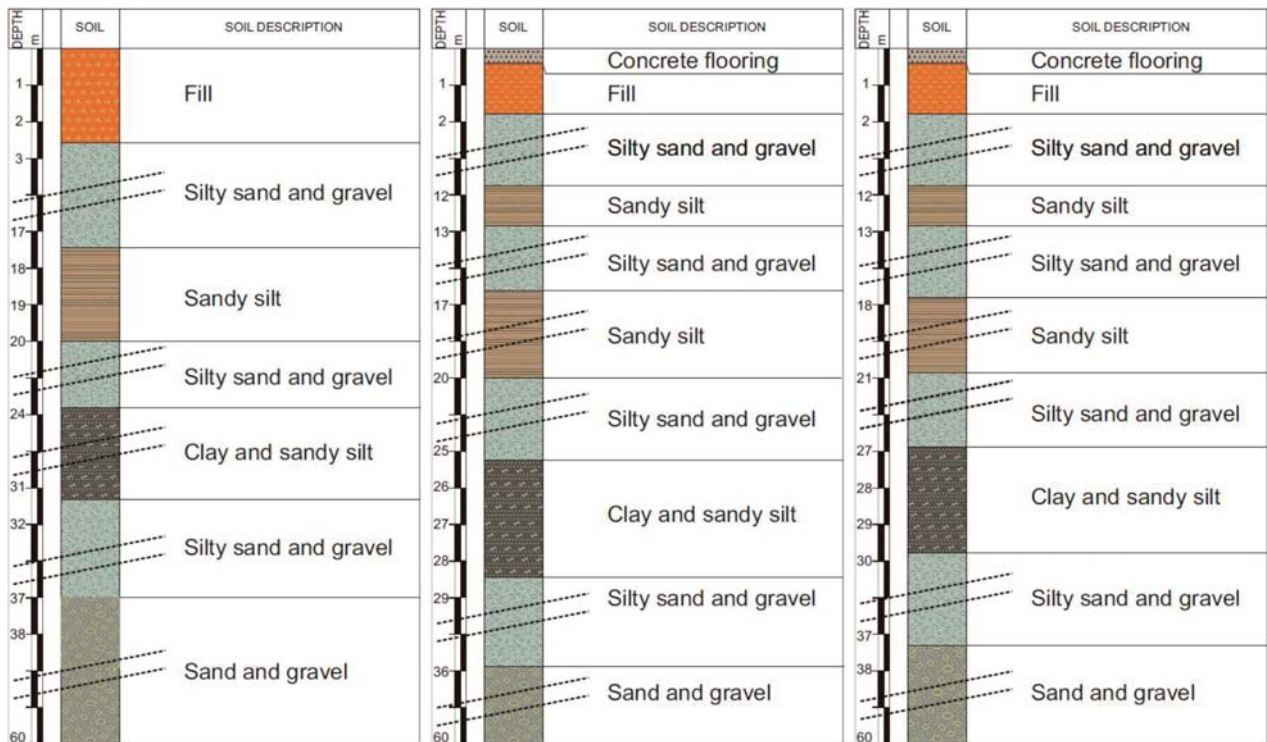 DEPTH m SOIL SOIL DESCRIPTION
1
Fill
2
3
Silty sand and gravel
17
18
Sandy silt
19
20
Silty sand and gravel
24
Clay and sandy silt
31
32
Silty sand and gravel
37
38
Sand and gravel
60
DEPTH m SOIL SOIL DESCRIPTION
Concrete flooring
1
Fill
2
Silty sand and gravel
12
Sandy silt
13
Silty sand and gravel
17
Sandy silt
20
Silty sand and gravel
25
26
Clay and sandy silt
27
28
29
Silty sand and gravel
36
Sand and gravel
60
DEPTH m SOIL SOIL DESCRIPTION
Concrete flooring
1
Fill
2
Silty sand and gravel
12
Sandy silt
13
Silty sand and gravel
18
Sandy silt
21
Silty sand and gravel
27
28
Clay and sandy silt
29
30
Silty sand and gravel
37
38
Sand and gravel
60